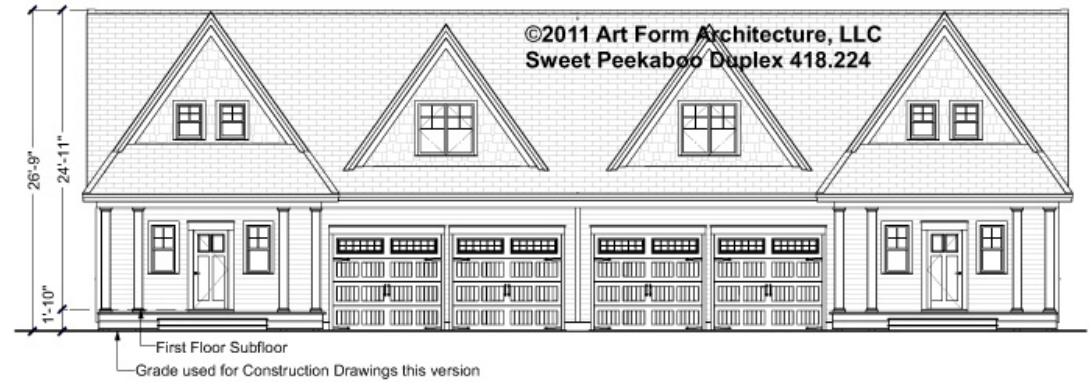 ©2011 Art Form Architecture, LLC
Sweet Peekaboo Duplex 418.224
26'-9"
24'-11"
1'-10"
First Floor Subfloor
Grade used for Construction Drawings this version